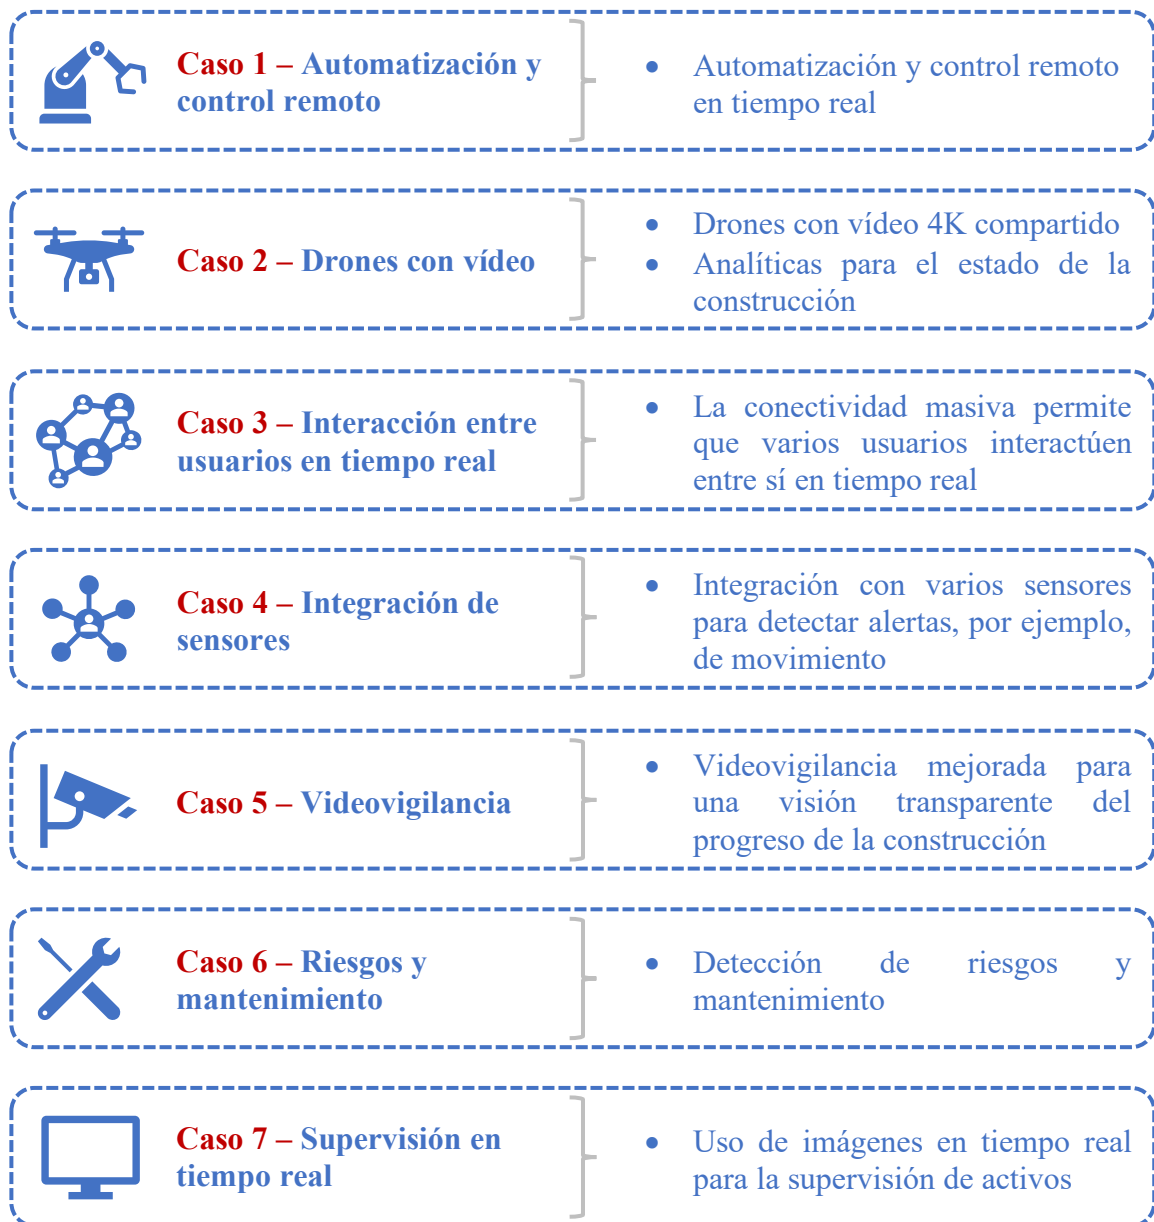 Caso 1 – Automatización y
control remoto
• Automatización y control remoto
en tiempo real
Caso 2 – Drones con vídeo
• Drones con vídeo 4K compartido
• Analíticas para el estado de la
construcción
Caso 3 – Interacción entre
usuarios en tiempo real
• La conectividad masiva permite
que varios usuarios interactúen
entre sí en tiempo real
Caso 4 – Integración de
sensores
• Integración con varios sensores
para detectar alertas, por ejemplo,
de movimiento
Caso 5 – Videovigilancia
• Videovigilancia mejorada para
una visión transparente del
progreso de la construcción
Caso 6 – Riesgos y
mantenimiento
• Detección de riesgos y
mantenimiento
Caso 7 – Supervisión en
tiempo real
• Uso de imágenes en tiempo real
para la supervisión de activos